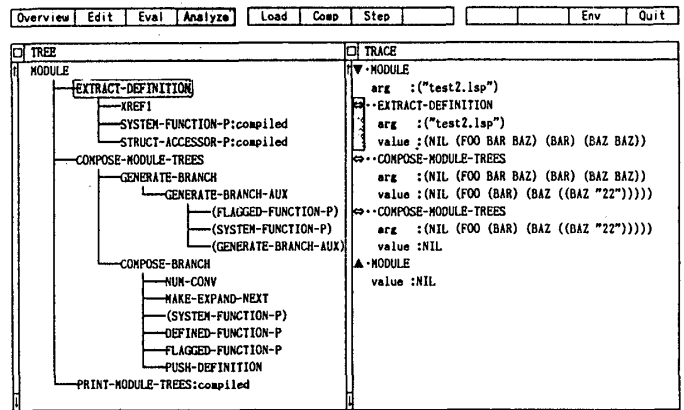 Overview Edit Eval Analyze Load Comp Step Env Quit
TREE
MODULE
EXTRACT-DEFINITION
XREF1
SYSTEM-FUNCTION-P:compiled
STRUCT-ACCESSOR-P:compiled
COMPOSE-MODULE-TREES
GENERATE-BRANCH
GENERATE-BRANCH-AUX
(FLAGGED-FUNCTION-P)
(SYSTEM-FUNCTION-P)
(GENERATE-BRANCH-AUX)
COMPOSE-BRANCH
NUM-CONV
MAKE-EXPAND-NEXT
(SYSTEM-FUNCTION-P)
DEFINED-FUNCTION-P
FLAGGED-FUNCTION-P
PUSH-DEFINITION
PRINT-MODULE-TREES:compiled
TRACE
▼·MODULE
arg :("test2.lsp")
⇔··EXTRACT-DEFINITION
arg :("test2.lsp")
value :(NIL (FOO BAR BAZ) (BAR) (BAZ BAZ))
⇔··COMPOSE-MODULE-TREES
arg :(NIL (FOO BAR BAZ) (BAR) (BAZ BAZ))
value :(NIL (FOO (BAR) (BAZ ((BAZ "22")))))
⇔··COMPOSE-MODULE-TREES
arg :(NIL (FOO (BAR) (BAZ ((BAZ "22")))))
value :NIL
▲·MODULE
value :NIL